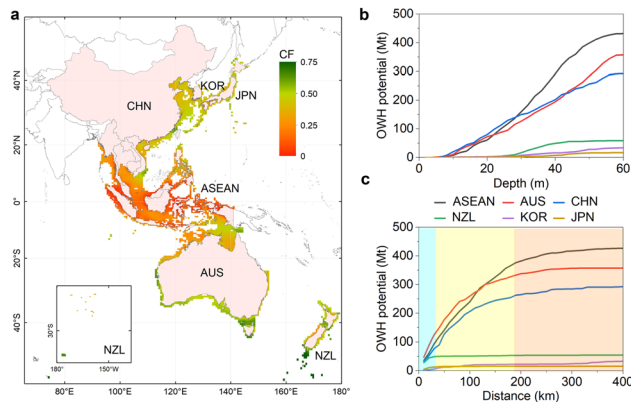 a
CF
0.75
0.5
0.25
0
KOR
JPN
CHN
ASEAN
AUS
NZL
40°N
20°N
0°
20°S
40°S
30°S
180°
150°W
NZL
80°E
100°E
120°E
140°E
160°E
180°
b
OWH potential (Mt)
500
400
300
200
100
0
0
20
40
60
Depth (m)
ASEAN
AUS
CHN
NZL
KOR
JPN
c
OWH potential (Mt)
500
400
300
200
100
0
0
100
200
300
400
Distance (km)